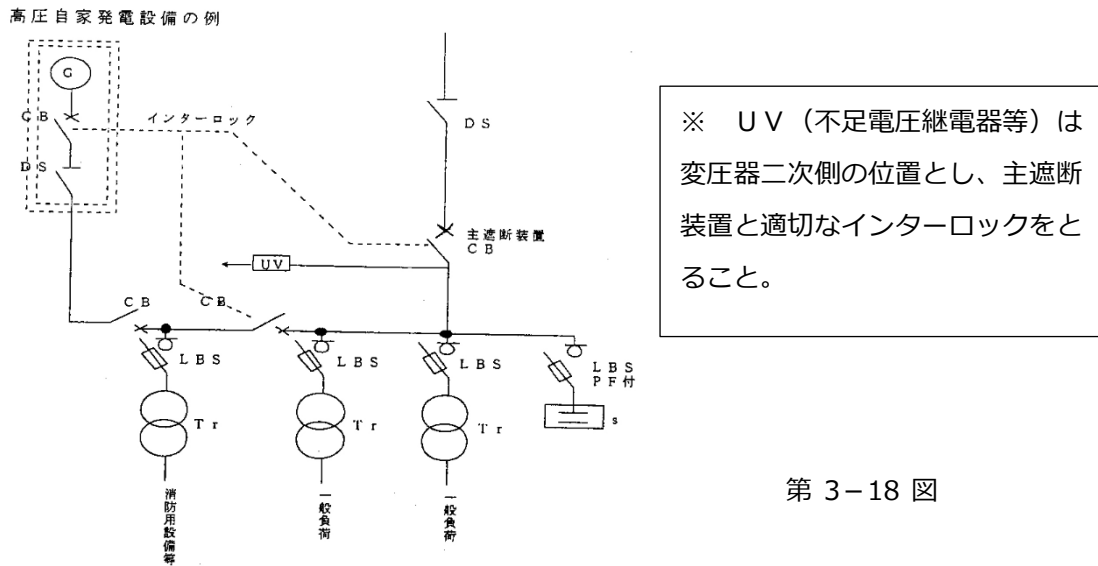 高圧自家発電設備の例
G
CB
インターロック
DS
DS
主遮断装置
CB
UV
CB
CB
LBS
LBS
LBS
LBS
PF付
Tr
Tr
Tr
s
消防用設備等
一般負荷
一般負荷
※　UV（不足電圧継電器等）は
変圧器二次側の位置とし、主遮断
装置と適切なインターロックをと
ること。
第 3−18 図